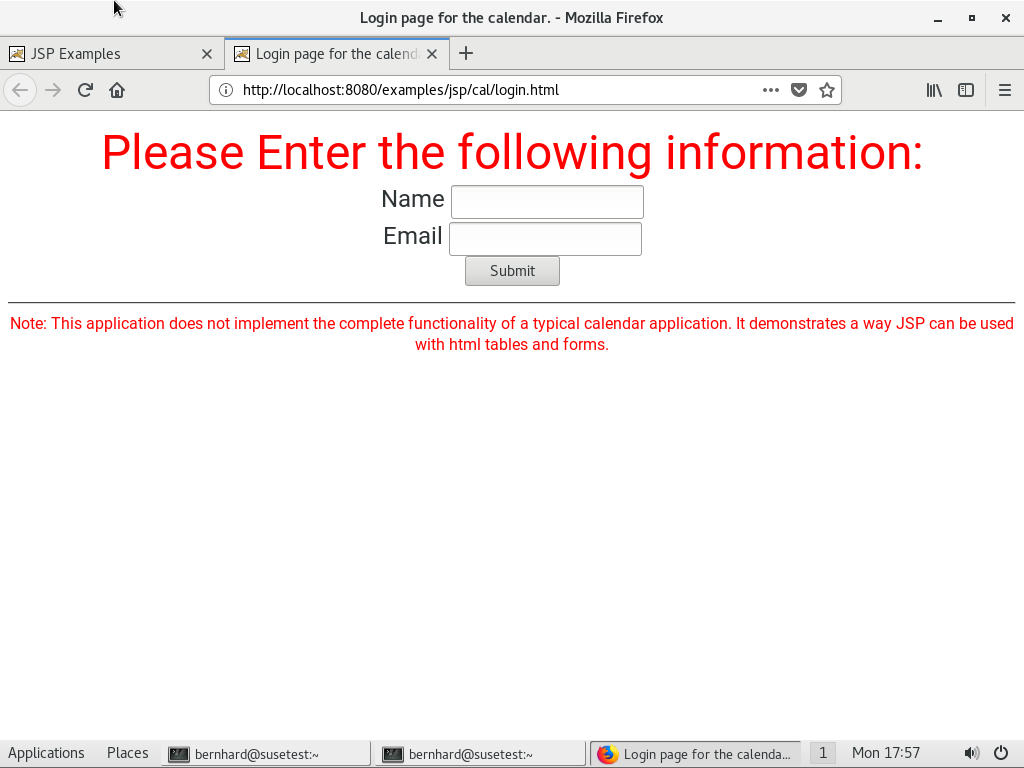 Login page for the calendar. - Mozilla Firefox
JSP Examples
Login page for the calend
http://localhost:8080/examples/jsp/cal/login.html
Please Enter the following information:
Name
Email
Submit
Note: This application does not implement the complete functionality of a typical calendar application. It demonstrates a way JSP can be used
with html tables and forms.
Applications Places bernhard@susetest:~ bernhard@susetest:~ Login page for the calenda... 1 Mon 17:57